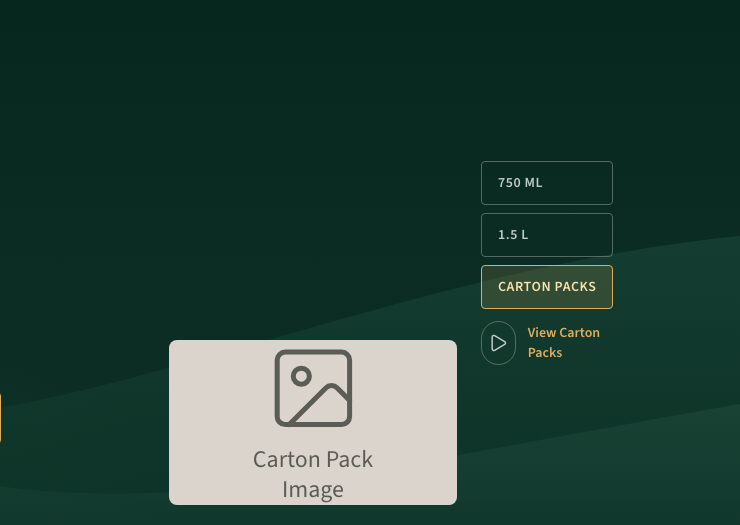 750 ML
1.5 L
CARTON PACKS
View Carton
Packs
Carton Pack
Image